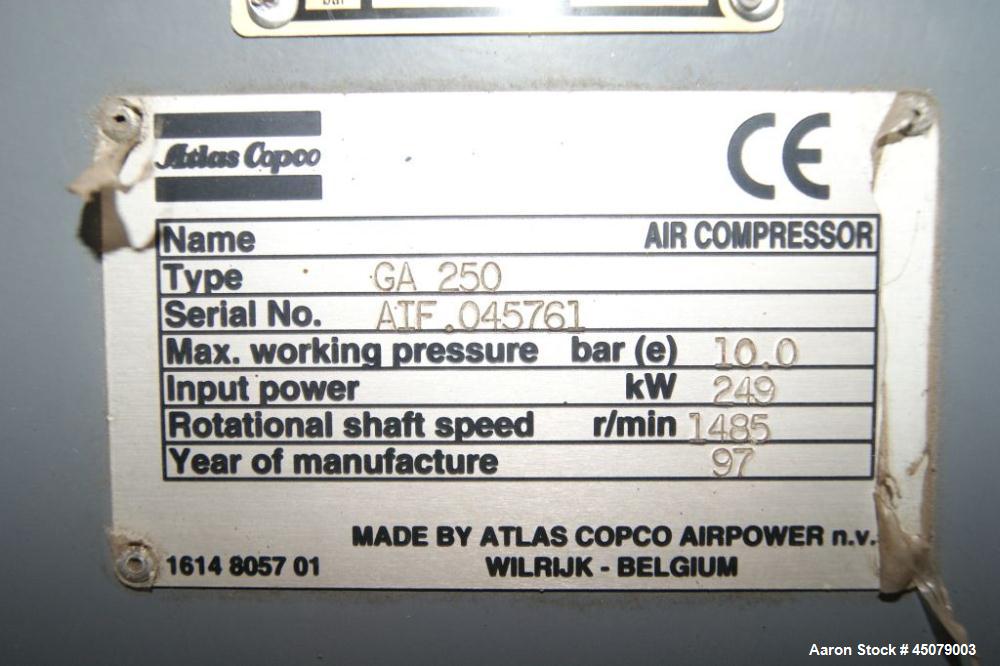 bar
Atlas Copco CE
Name AIR COMPRESSOR
Type GA 250
Serial No. AIF.045761
Max. working pressure bar (e) 10.0
Input power kW 249
Rotational shaft speed r/min 1485
Year of manufacture 97
MADE BY ATLAS COPCO AIRPOWER n.v.
1614 8057 01 WILRIJK - BELGIUM
Aaron Stock # 45079003